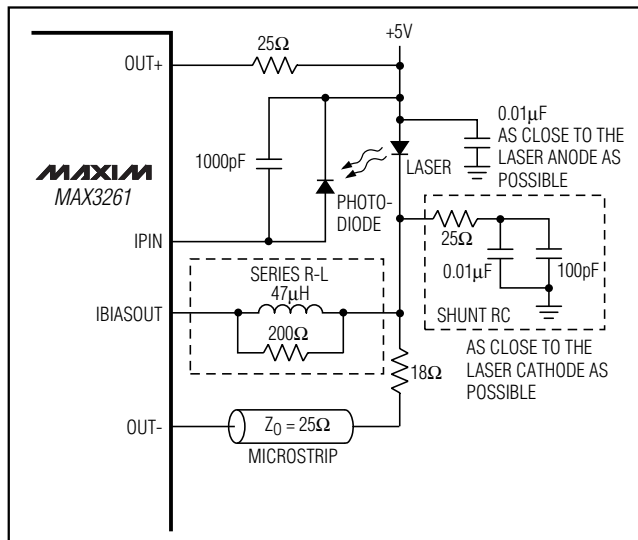 +5V
25Ω
OUT+
0.01µF
AS CLOSE TO THE
LASER ANODE AS
POSSIBLE
1000pF
LASER
MAXIM
MAX3261
PHOTO-
DIODE
IPIN
25Ω
0.01µF
100pF
SHUNT RC
SERIES R-L
47µH
IBIASOUT
200Ω
AS CLOSE TO THE
LASER CATHODE AS
POSSIBLE
18Ω
OUT-
Z0 = 25Ω
MICROSTRIP